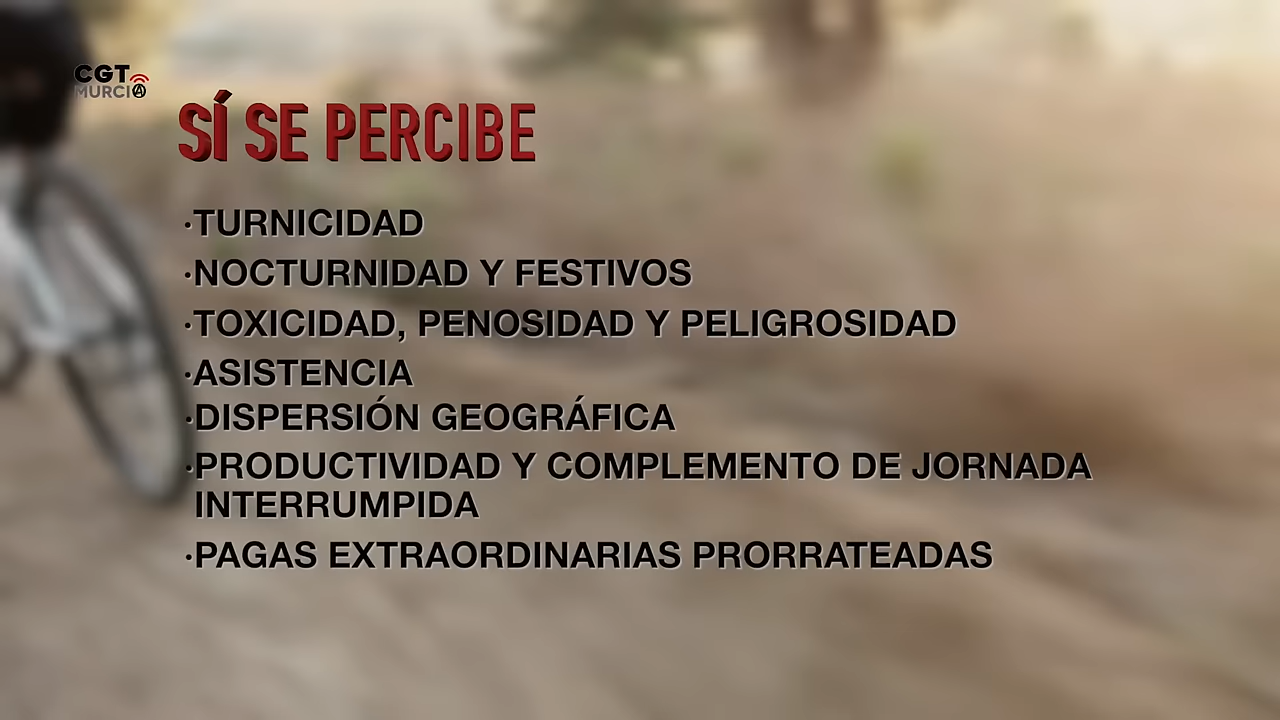 CGT
MURCIA
SÍ SE PERCIBE
·TURNICIDAD
·NOCTURNIDAD Y FESTIVOS
·TOXICIDAD, PENOSIDAD Y PELIGROSIDAD
·ASISTENCIA
·DISPERSIÓN GEOGRÁFICA
·PRODUCTIVIDAD Y COMPLEMENTO DE JORNADA
INTERRUMPIDA
·PAGAS EXTRAORDINARIAS PRORRATEADAS